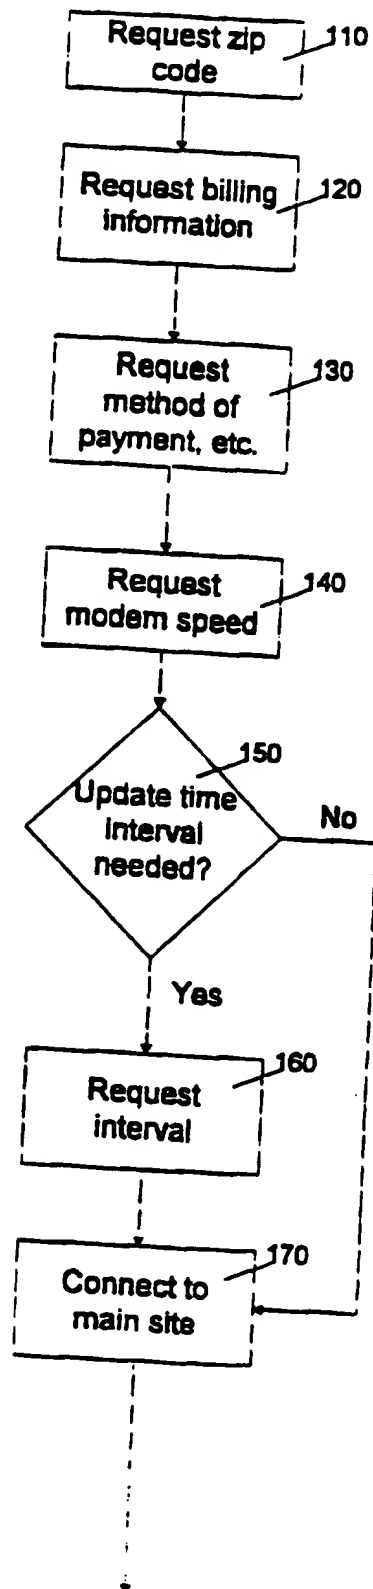 Request zip
code
110
Request billing
information
120
Request
method of
payment, etc.
130
Request
modem speed
140
150
Update time
interval
needed?
No
Yes
Request
interval
160
Connect to
main site
170